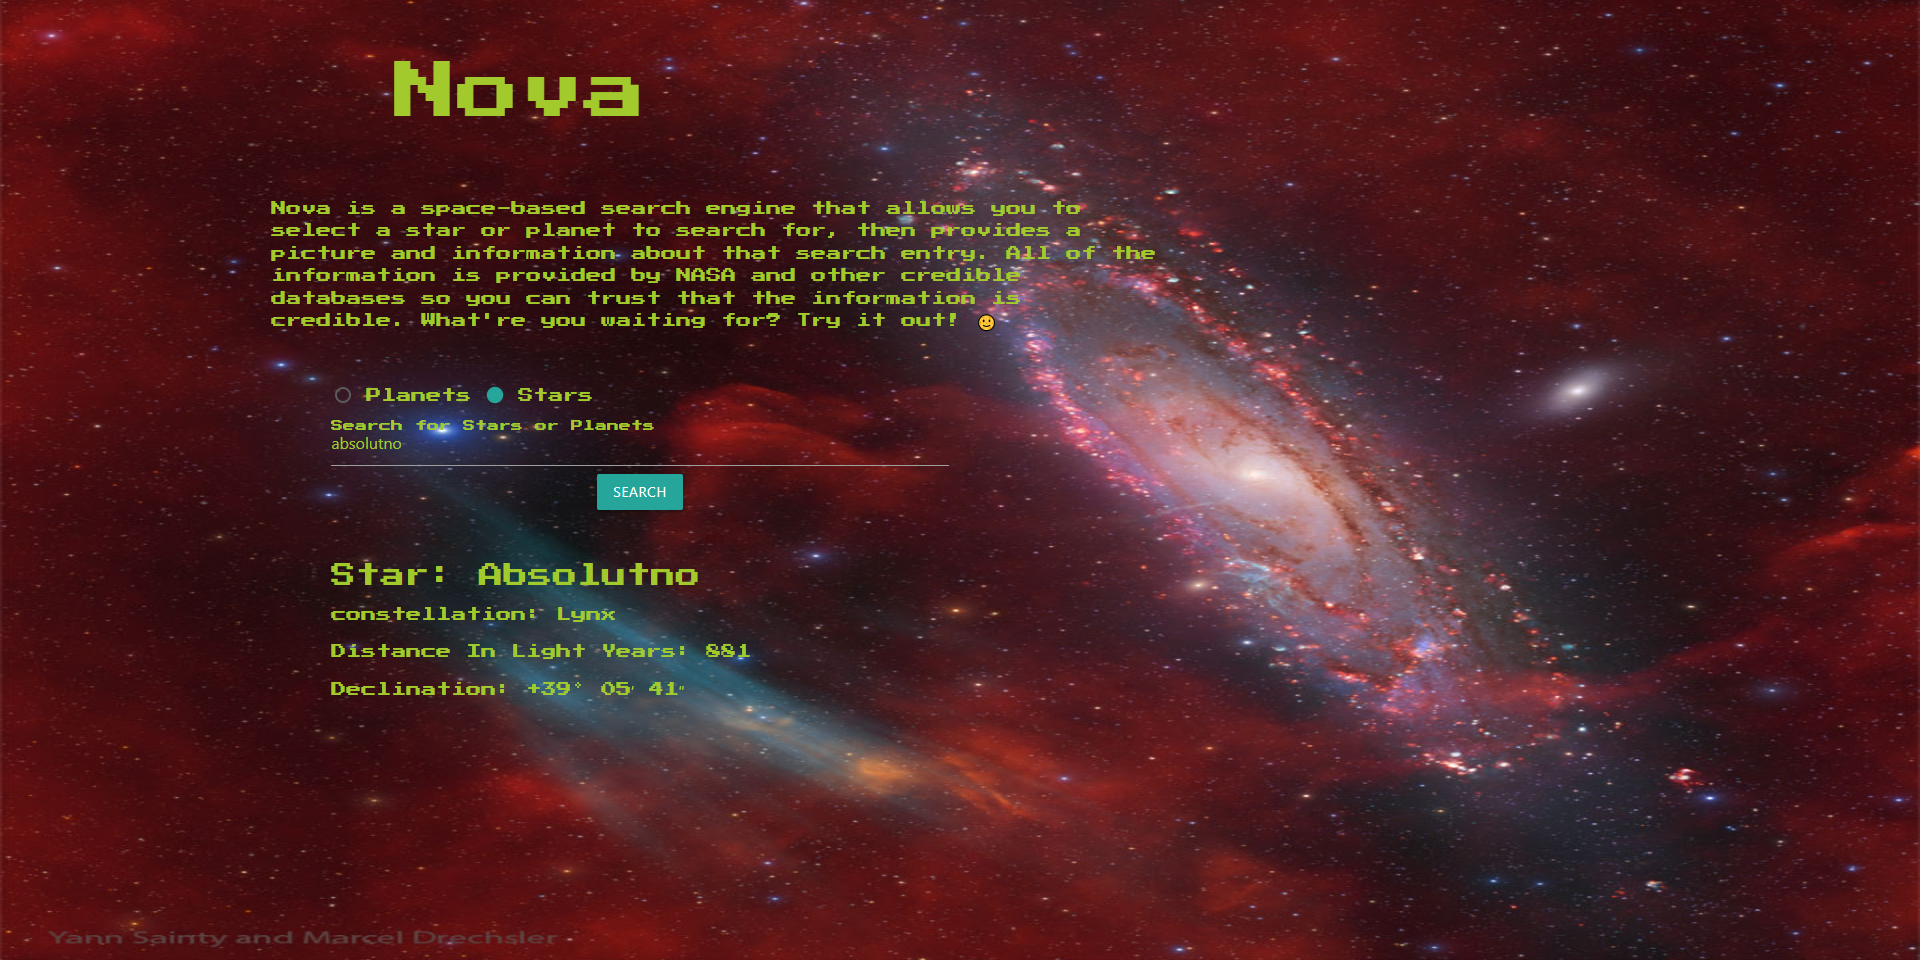 Nova
Nova is a space-based search engine that allows you to
select a star or planet to search for, then provides a
picture and information about that search entry. All of the
information is provided by NASA and other credible
databases so you can trust that the information is
credible. What're you waiting for? Try it out! 🙂
Planets Stars
Search for Stars or Planets
absolutno
SEARCH
Star: Absolutno
constellation: Lynx
Distance In Light Years: 881
Declination: +39° 05′ 41″
Yann Sainty and Marcel Drechsler